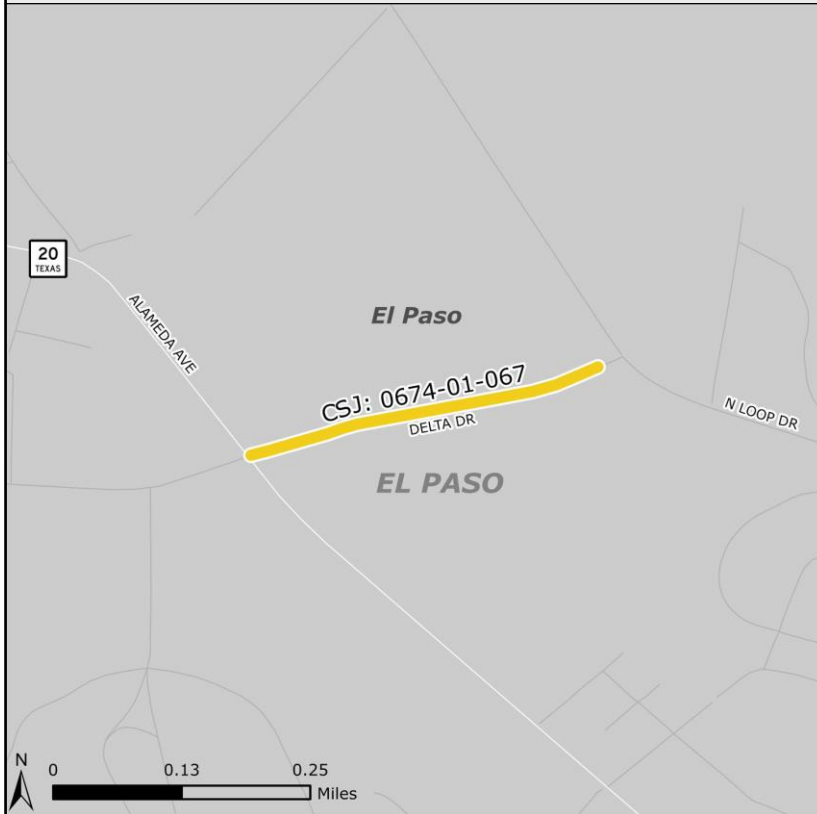 20
TEXAS
ALAMEDA AVE
El Paso
CSJ: 0674-01-067
DELTA DR
N LOOP DR
EL PASO
N
0 0.13 0.25
Miles